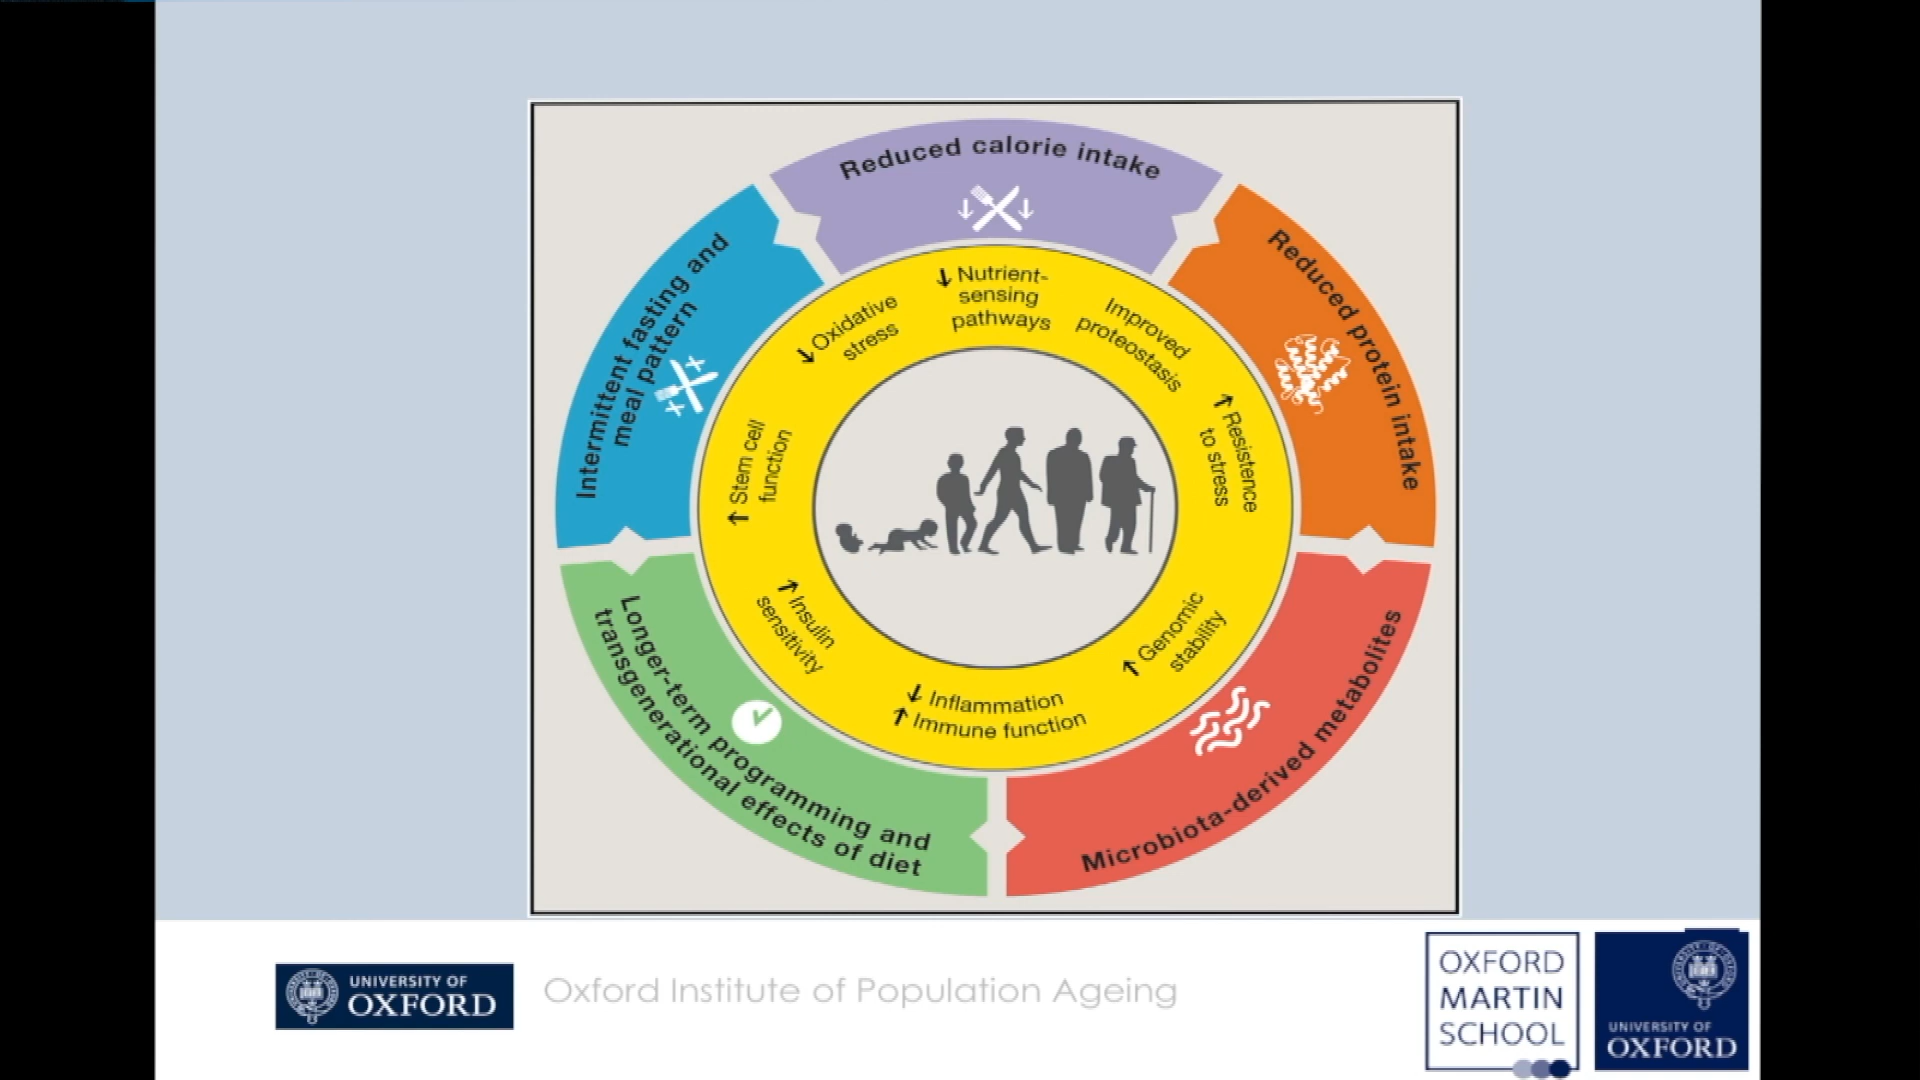 Reduced calorie intake
Reduced protein intake
Microbiota-derived metabolites
Longer-term programming and
transgenerational effects of diet
Intermittent fasting and
meal pattern
↓ Nutrient-
sensing
pathways
Improved
proteostasis
↑ Resistence
to stress
↑ Genomic
stability
↓ Inflammation
↑ Immune function
↑ Insulin
sensitivity
↑ Stem cell
function
↓ Oxidative
stress
UNIVERSITY OF
OXFORD
Oxford Institute of Population Ageing
OXFORD
MARTIN
SCHOOL
UNIVERSITY OF
OXFORD